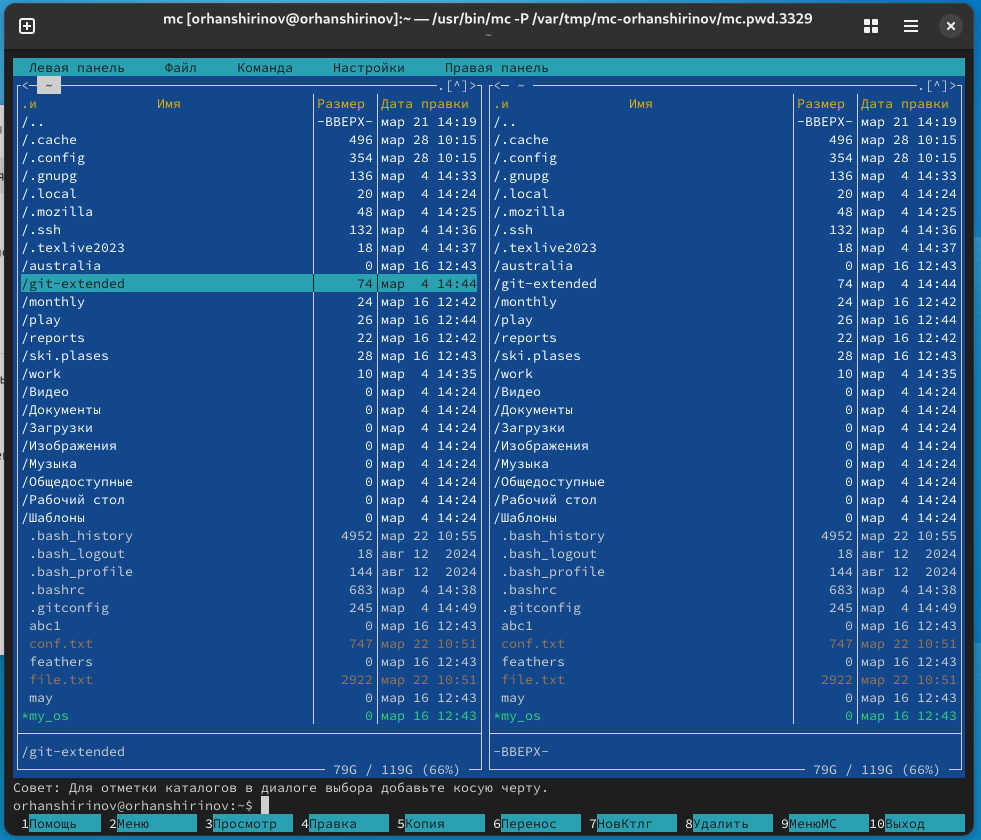 mc [orhanshirinov@orhanshirinov]:~ — /usr/bin/mc -P /var/tmp/mc-orhanshirinov/mc.pwd.3329
~
Левая панель Файл Команда Настройки Правая панель
<─ ~ ─.[^]>┐ <─ ~ ─.[^]>
.и Имя Размер Дата правки .и Имя Размер Дата правки
/.. -ВВЕРХ- мар 21 14:19 /.. -ВВЕРХ- мар 21 14:19
/.cache 496 мар 28 10:15 /.cache 496 мар 28 10:15
/.config 354 мар 28 10:15 /.config 354 мар 28 10:15
/.gnupg 136 мар 4 14:33 /.gnupg 136 мар 4 14:33
/.local 20 мар 4 14:24 /.local 20 мар 4 14:24
/.mozilla 48 мар 4 14:25 /.mozilla 48 мар 4 14:25
/.ssh 132 мар 4 14:36 /.ssh 132 мар 4 14:36
/.texlive2023 18 мар 4 14:37 /.texlive2023 18 мар 4 14:37
/australia 0 мар 16 12:43 /australia 0 мар 16 12:43
/git-extended 74 мар 4 14:44 /git-extended 74 мар 4 14:44
/monthly 24 мар 16 12:42 /monthly 24 мар 16 12:42
/play 26 мар 16 12:44 /play 26 мар 16 12:44
/reports 22 мар 16 12:42 /reports 22 мар 16 12:42
/ski.plases 28 мар 16 12:43 /ski.plases 28 мар 16 12:43
/work 10 мар 4 14:35 /work 10 мар 4 14:35
/Видео 0 мар 4 14:24 /Видео 0 мар 4 14:24
/Документы 0 мар 4 14:24 /Документы 0 мар 4 14:24
/Загрузки 0 мар 4 14:24 /Загрузки 0 мар 4 14:24
/Изображения 0 мар 4 14:24 /Изображения 0 мар 4 14:24
/Музыка 0 мар 4 14:24 /Музыка 0 мар 4 14:24
/Общедоступные 0 мар 4 14:24 /Общедоступные 0 мар 4 14:24
/Рабочий стол 0 мар 4 14:24 /Рабочий стол 0 мар 4 14:24
/Шаблоны 0 мар 4 14:24 /Шаблоны 0 мар 4 14:24
.bash_history 4952 мар 22 10:55 .bash_history 4952 мар 22 10:55
.bash_logout 18 авг 12 2024 .bash_logout 18 авг 12 2024
.bash_profile 144 авг 12 2024 .bash_profile 144 авг 12 2024
.bashrc 683 мар 4 14:38 .bashrc 683 мар 4 14:38
.gitconfig 245 мар 4 14:49 .gitconfig 245 мар 4 14:49
abc1 0 мар 16 12:43 abc1 0 мар 16 12:43
conf.txt 747 мар 22 10:51 conf.txt 747 мар 22 10:51
feathers 0 мар 16 12:43 feathers 0 мар 16 12:43
file.txt 2922 мар 22 10:51 file.txt 2922 мар 22 10:51
may 0 мар 16 12:43 may 0 мар 16 12:43
*my_os 0 мар 16 12:43 *my_os 0 мар 16 12:43
/git-extended -ВВЕРХ-
79G / 119G (66%) 79G / 119G (66%)
Совет: Для отметки каталогов в диалоге выбора добавьте косую черту.
orhanshirinov@orhanshirinov:~$
1Помощь 2Меню 3Просмотр 4Правка 5Копия 6Перенос 7НовКтлг 8Удалить 9МенюМС 10Выход